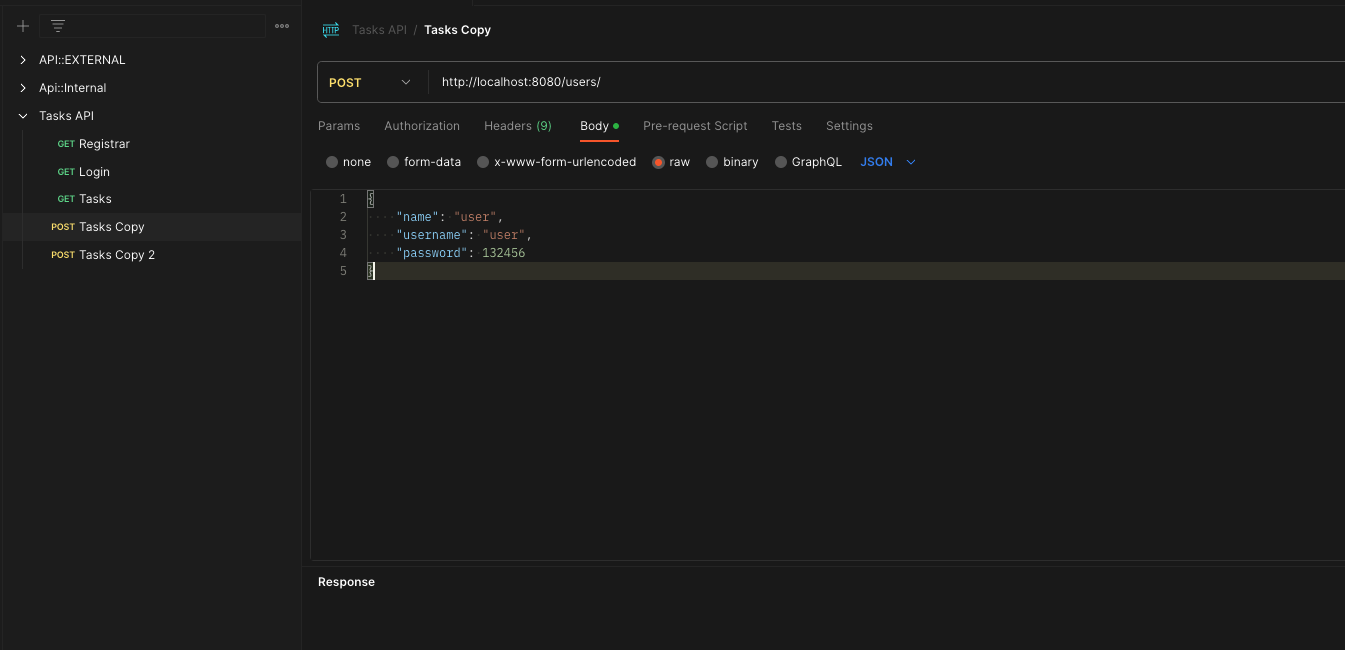 API::EXTERNAL
Api::Internal
Tasks API
GET Registrar
GET Login
GET Tasks
POST Tasks Copy
POST Tasks Copy 2
HTTP Tasks API / Tasks Copy
POST http://localhost:8080/users/
Params Authorization Headers (9) Body Pre-request Script Tests Settings
none form-data x-www-form-urlencoded raw binary GraphQL JSON
1 {
2 "name": "user",
3 "username": "user",
4 "password": 132456
5 }
Response